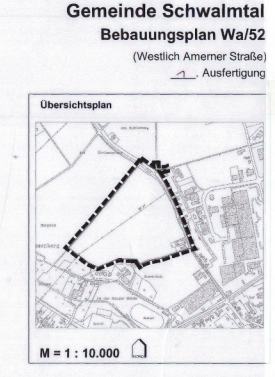 Gemeinde Schwalmtal
Bebauungsplan Wa/52
(Westlich Amerner Straße)
1. Ausfertigung
Übersichtsplan
M = 1 : 10.000